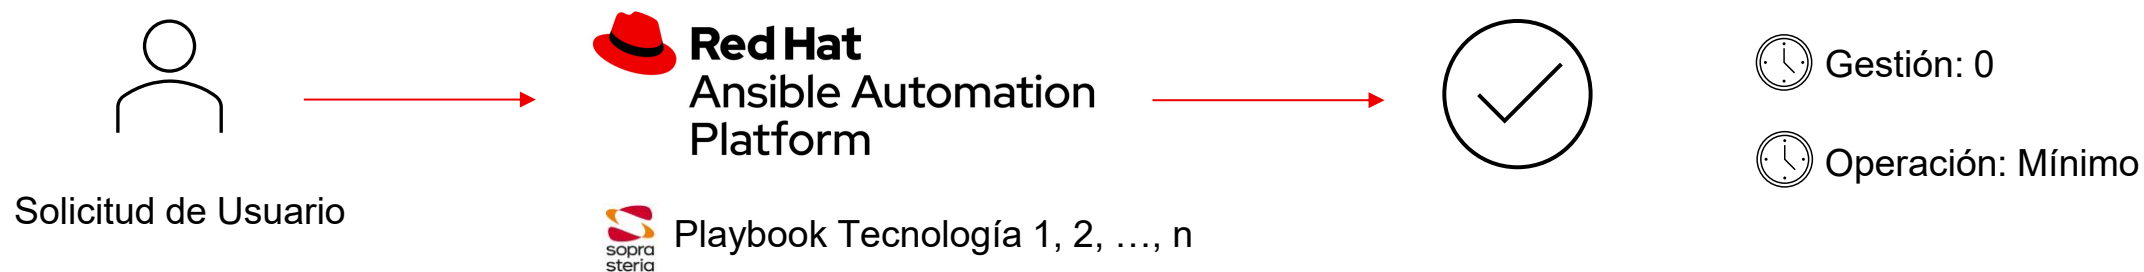 Solicitud de Usuario
Red Hat
Ansible Automation
Platform
sopra
steria
Playbook Tecnología 1, 2, …, n
Gestión: 0
Operación: Mínimo